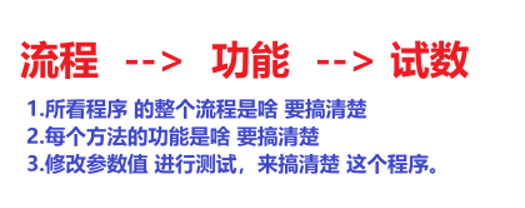 流程 --> 功能 --> 试数
1.所看程序 的整个流程是啥 要搞清楚
2.每个方法的功能是啥 要搞清楚
3.修改参数值 进行测试，来搞清楚 这个程序。